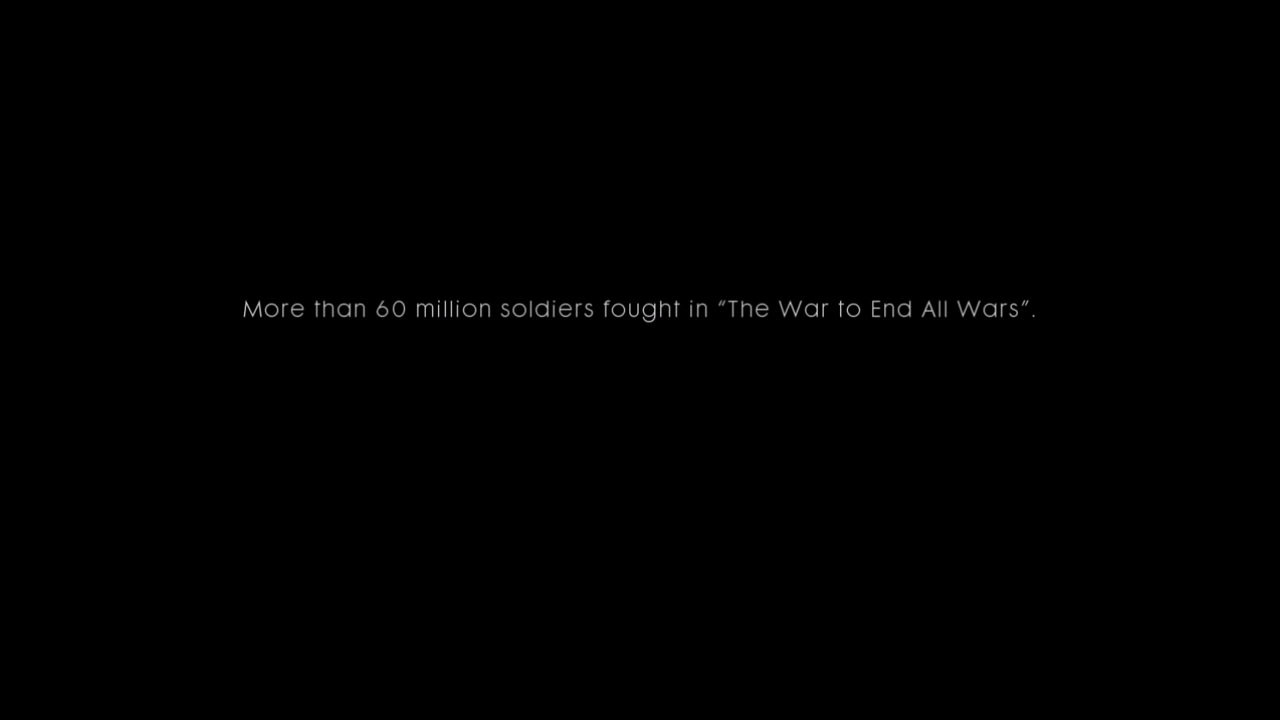 More than 60 million soldiers fought in “The War to End All Wars”.